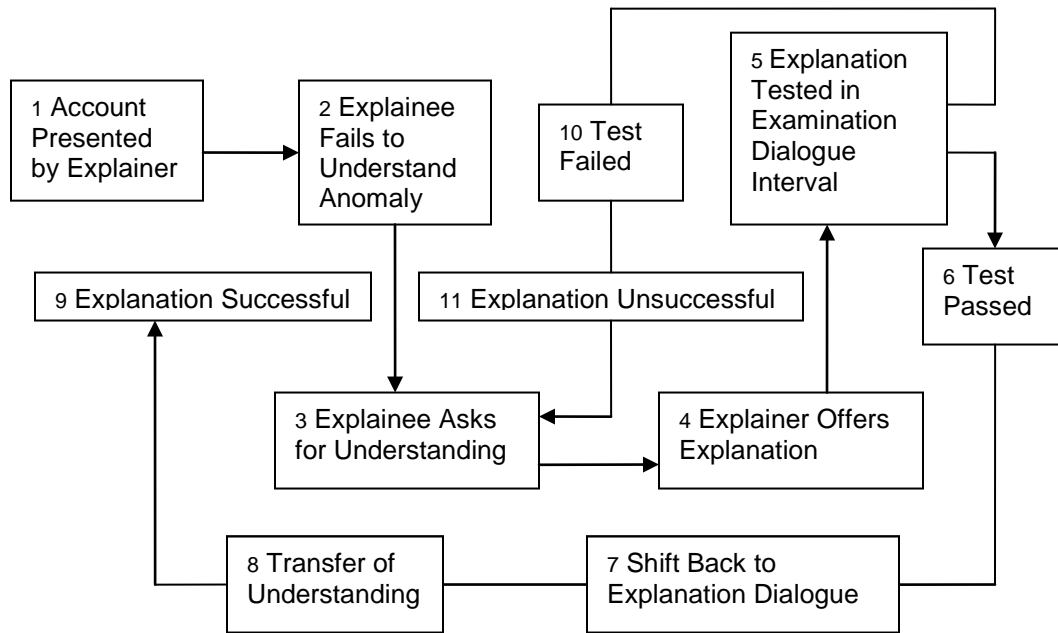 1 Account
Presented
by Explainer
2 Explainee
Fails to
Understand
Anomaly
10 Test
Failed
5 Explanation
Tested in
Examination
Dialogue
Interval
9 Explanation Successful
11 Explanation Unsuccessful
6 Test
Passed
3 Explainee Asks
for Understanding
4 Explainer Offers
Explanation
8 Transfer of
Understanding
7 Shift Back to
Explanation Dialogue